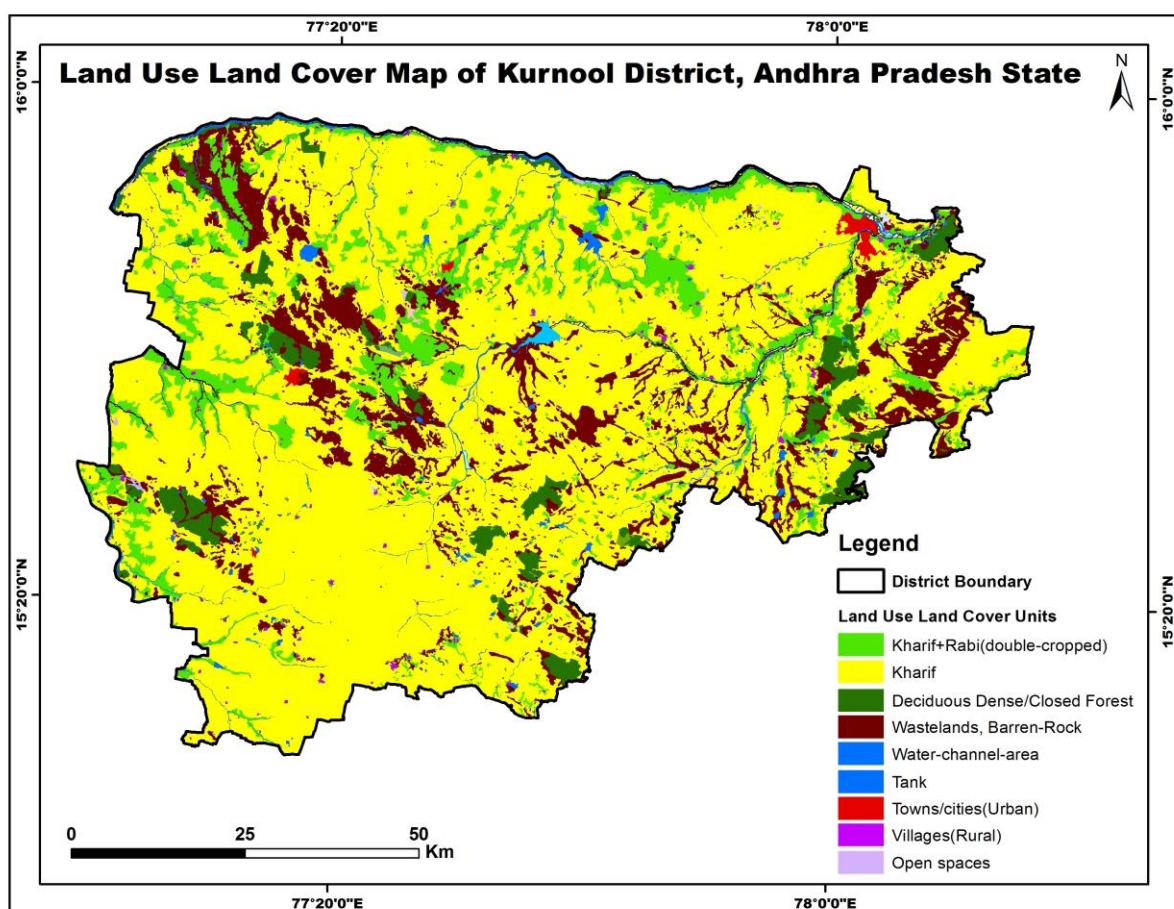 77°20'0"E
78°0'0"E
Land Use Land Cover Map of Kurnool District, Andhra Pradesh State
N
16°0'0"N
16°0'0"N
15°20'0"N
15°20'0"N
Legend
District Boundary
Land Use Land Cover Units
Kharif+Rabi(double-cropped)
Kharif
Deciduous Dense/Closed Forest
Wastelands, Barren-Rock
Water-channel-area
Tank
Towns/cities(Urban)
Villages(Rural)
Open spaces
0 25 50
Km
77°20'0"E
78°0'0"E